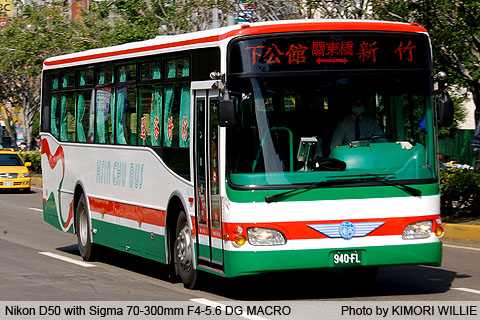 下公館 關東橋 新 竹
HSIN CHU BUS
940-FL
Nikon D50 with Sigma 70-300mm F4-5.6 DG MACRO
Photo by KIMORI WILLIE